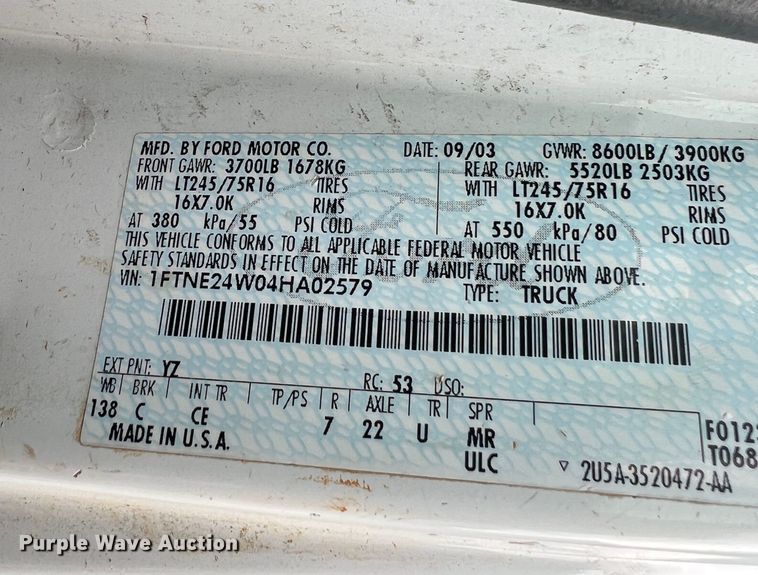 MFD. BY FORD MOTOR CO. DATE: 09/03 GVWR: 8600LB/ 3900KG
FRONT GAWR: 3700LB 1678KG REAR GAWR: 5520LB 2503KG
WITH LT245/75R16 TIRES WITH LT245/75R16 TIRES
16X7.0K RIMS 16X7.0K RIMS
AT 380 kPa/55 PSI COLD AT 550 kPa/80 PSI COLD
THIS VEHICLE CONFORMS TO ALL APPLICABLE FEDERAL MOTOR VEHICLE
SAFETY STANDARDS IN EFFECT ON THE DATE OF MANUFACTURE SHOWN ABOVE.
VIN: 1FTNE24W04HA02579 TYPE: TRUCK
EXT PNT: YZ RC: 53 DSO:
WB BRK INT TR TP/PS R AXLE TR SPR
138 C CE 7 22 U MR
ULC
MADE IN U.S.A.
F012
T068
▽ 2U5A-3520472-AA
Purple Wave Auction